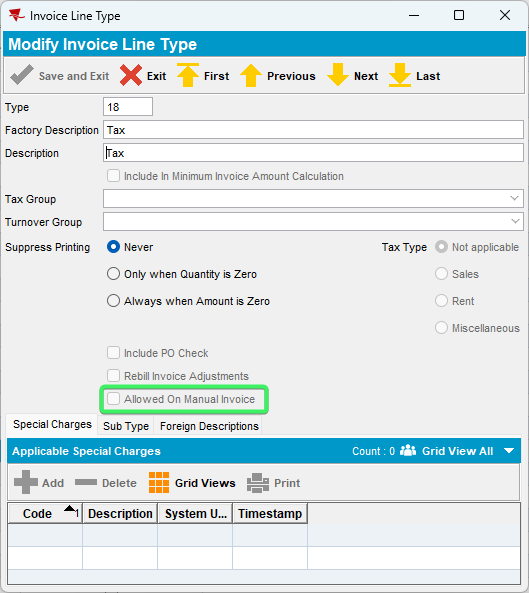 Invoice Line Type
Modify Invoice Line Type
Save and Exit Exit First Previous Next Last
Type 18
Factory Description Tax
Description Tax
Include In Minimum Invoice Amount Calculation
Tax Group
Turnover Group
Suppress Printing Never Tax Type Not applicable
Only when Quantity is Zero Sales
Always when Amount is Zero Rent
Miscellaneous
Include PO Check
Rebill Invoice Adjustments
Allowed On Manual Invoice
Special Charges Sub Type Foreign Descriptions
Applicable Special Charges Count : 0 Grid View All
Add Delete Grid Views Print
Code 1 Description System U... Timestamp